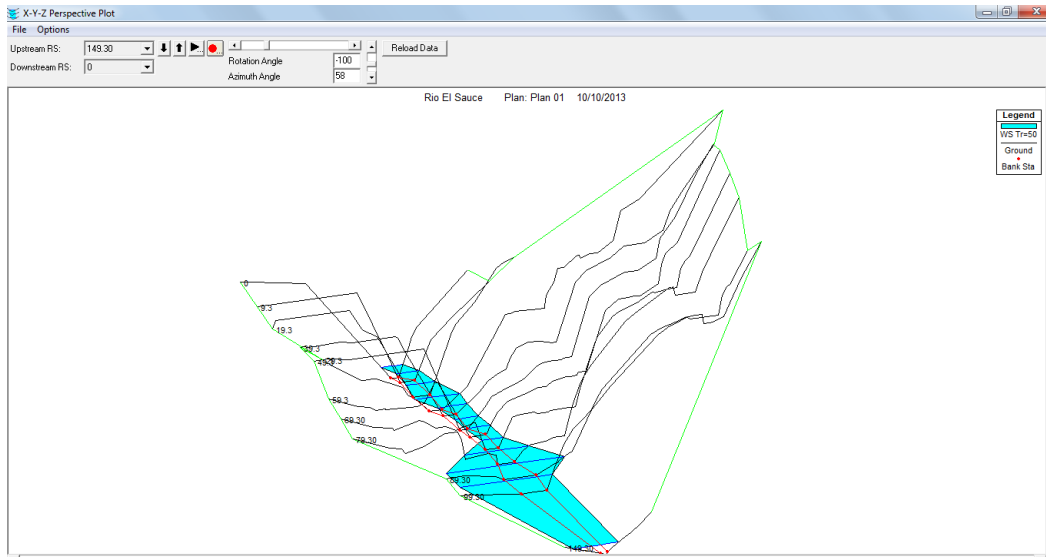 X-Y-Z Perspective Plot
File Options
Upstream RS: 149.30
Reload Data
Downstream RS: 0
Rotation Angle -100
Azimuth Angle 58
Rio El Sauce Plan: Plan 01 10/10/2013
Legend
WS Tr=50
Ground
Bank Sta
0
9.3
19.3
39.3
49.3
29.3
59.3
69.30
79.30
89.30
99.30
149.30